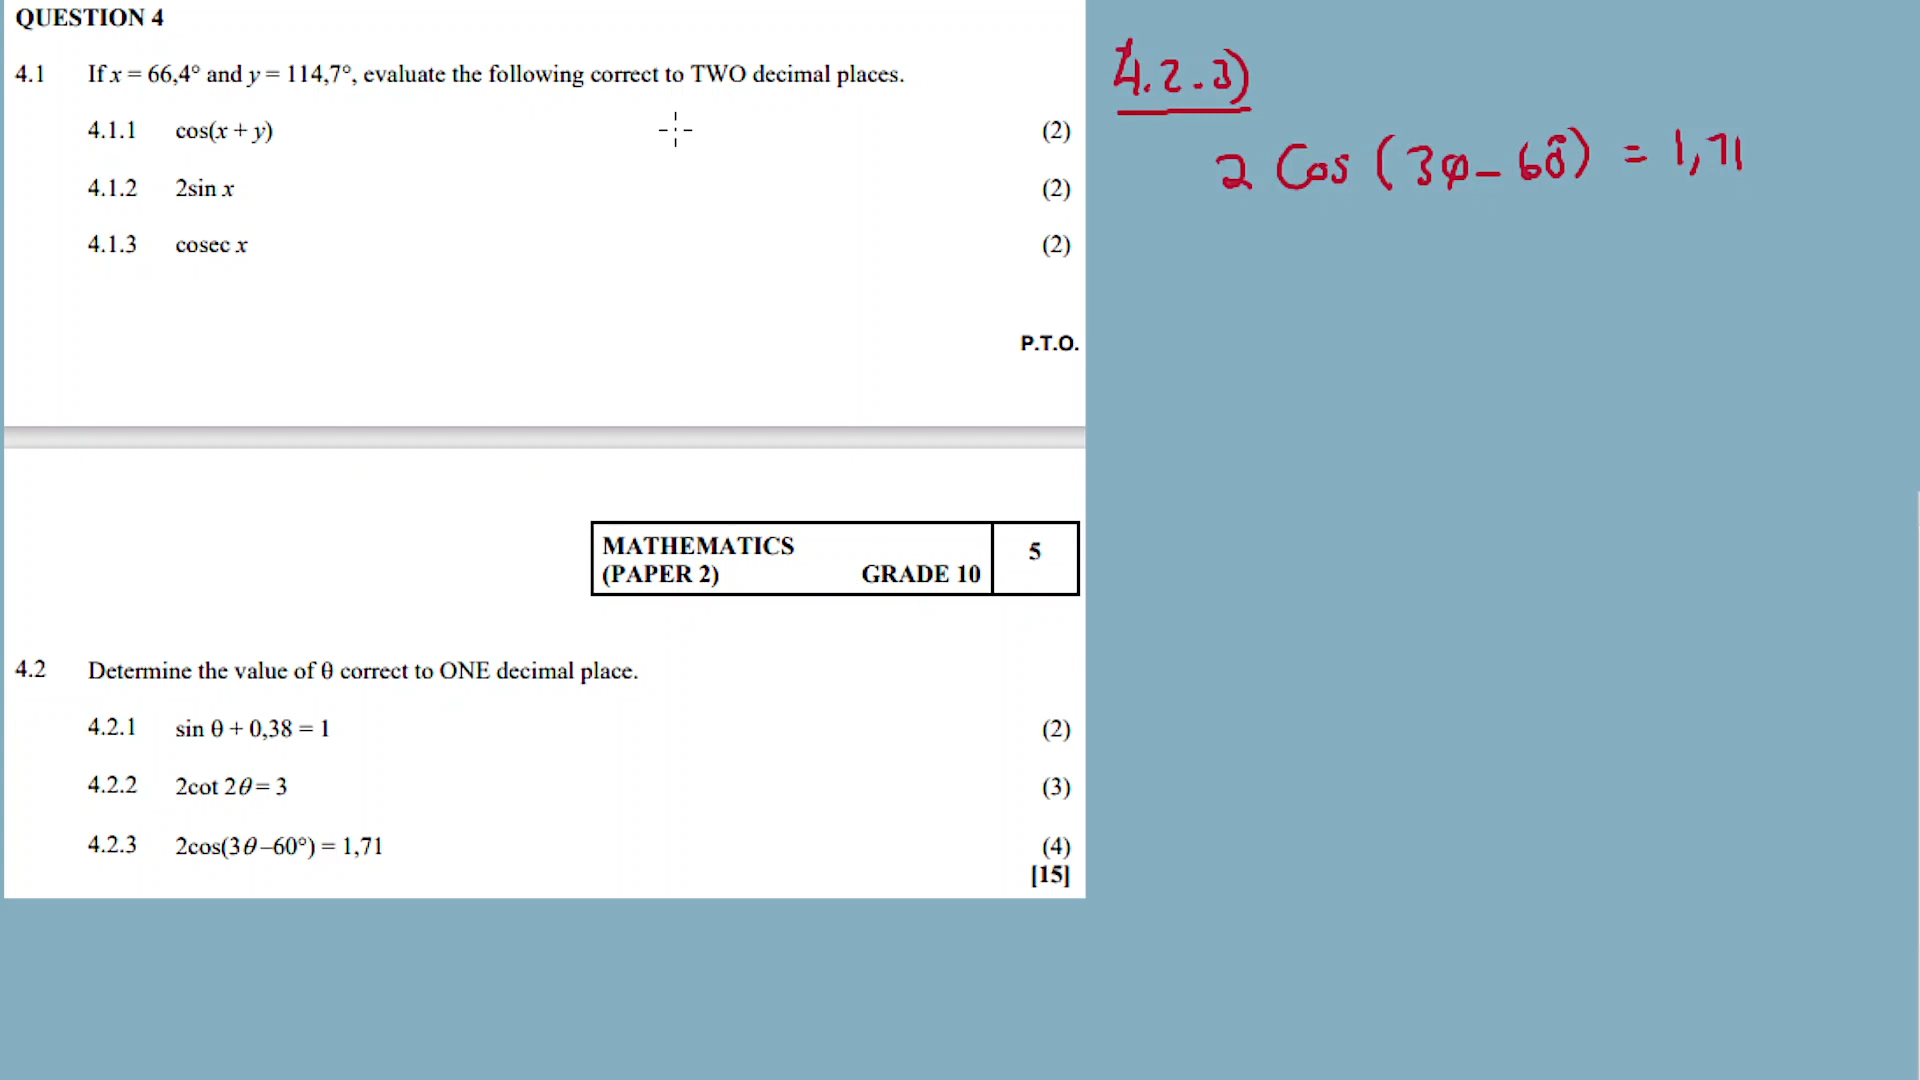 QUESTION 4
4.1 If x = 66,4° and y = 114,7°, evaluate the following correct to TWO decimal places.
4.1.1 cos(x + y) (2)
4.1.2 2sin x (2)
4.1.3 cosec x (2)
P.T.O.
MATHEMATICS
(PAPER 2) GRADE 10
5
4.2 Determine the value of θ correct to ONE decimal place.
4.2.1 sin θ + 0,38 = 1 (2)
4.2.2 2cot 2θ = 3 (3)
4.2.3 2cos(3θ–60°) = 1,71 (4)
[15]
4.2.3)
2 Cos (3θ – 60°) = 1,71